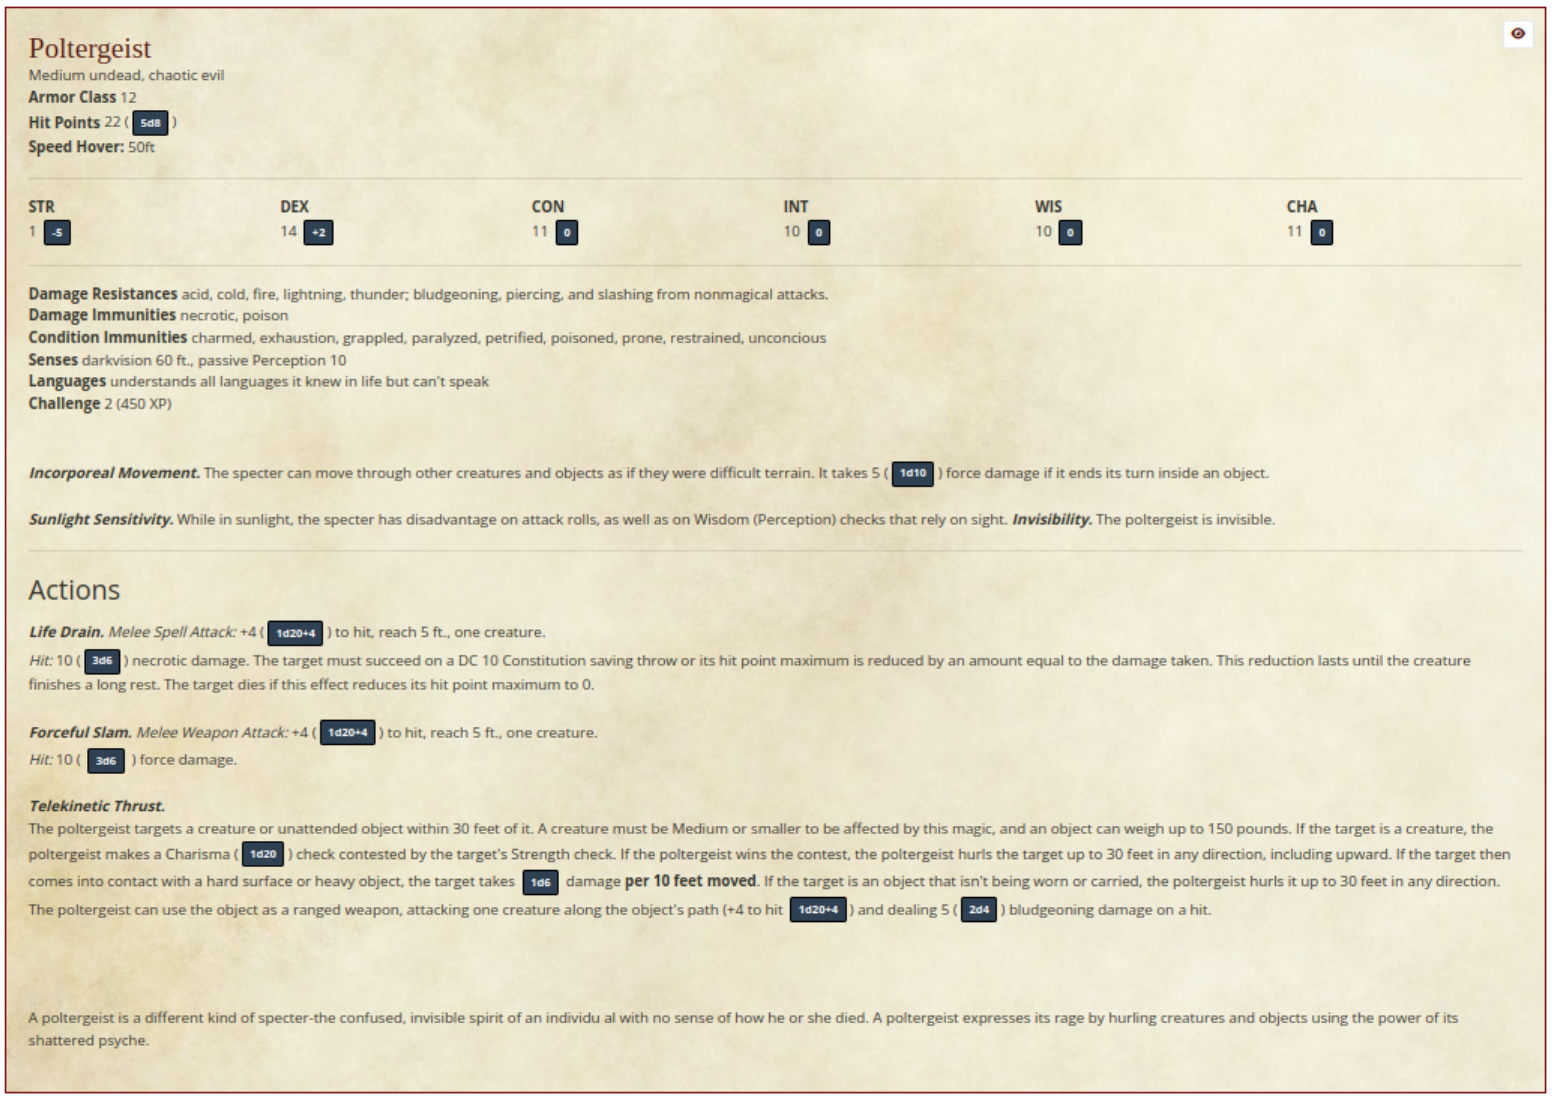 Poltergeist
Medium undead, chaotic evil
Armor Class 12
Hit Points 22 ( 5d8 )
Speed Hover: 50ft
STR DEX CON INT WIS CHA
1 -5 14 +2 11 0 10 0 10 0 11 0
Damage Resistances acid, cold, fire, lightning, thunder; bludgeoning, piercing, and slashing from nonmagical attacks.
Damage Immunities necrotic, poison
Condition Immunities charmed, exhaustion, grappled, paralyzed, petrified, poisoned, prone, restrained, unconcious
Senses darkvision 60 ft., passive Perception 10
Languages understands all languages it knew in life but can't speak
Challenge 2 (450 XP)
Incorporeal Movement. The specter can move through other creatures and objects as if they were difficult terrain. It takes 5 ( 1d10 ) force damage if it ends its turn inside an object.
Sunlight Sensitivity. While in sunlight, the specter has disadvantage on attack rolls, as well as on Wisdom (Perception) checks that rely on sight. Invisibility. The poltergeist is invisible.
Actions
Life Drain. Melee Spell Attack: +4 ( 1d20+4 ) to hit, reach 5 ft., one creature.
Hit: 10 ( 3d6 ) necrotic damage. The target must succeed on a DC 10 Constitution saving throw or its hit point maximum is reduced by an amount equal to the damage taken. This reduction lasts until the creature
finishes a long rest. The target dies if this effect reduces its hit point maximum to 0.
Forceful Slam. Melee Weapon Attack: +4 ( 1d20+4 ) to hit, reach 5 ft., one creature.
Hit: 10 ( 3d6 ) force damage.
Telekinetic Thrust.
The poltergeist targets a creature or unattended object within 30 feet of it. A creature must be Medium or smaller to be affected by this magic, and an object can weigh up to 150 pounds. If the target is a creature, the
poltergeist makes a Charisma ( 1d20 ) check contested by the target's Strength check. If the poltergeist wins the contest, the poltergeist hurls the target up to 30 feet in any direction, including upward. If the target then
comes into contact with a hard surface or heavy object, the target takes 1d6 damage per 10 feet moved. If the target is an object that isn't being worn or carried, the poltergeist hurls it up to 30 feet in any direction.
The poltergeist can use the object as a ranged weapon, attacking one creature along the object's path (+4 to hit 1d20+4 ) and dealing 5 ( 2d4 ) bludgeoning damage on a hit.
A poltergeist is a different kind of specter-the confused, invisible spirit of an individu al with no sense of how he or she died. A poltergeist expresses its rage by hurling creatures and objects using the power of its
shattered psyche.